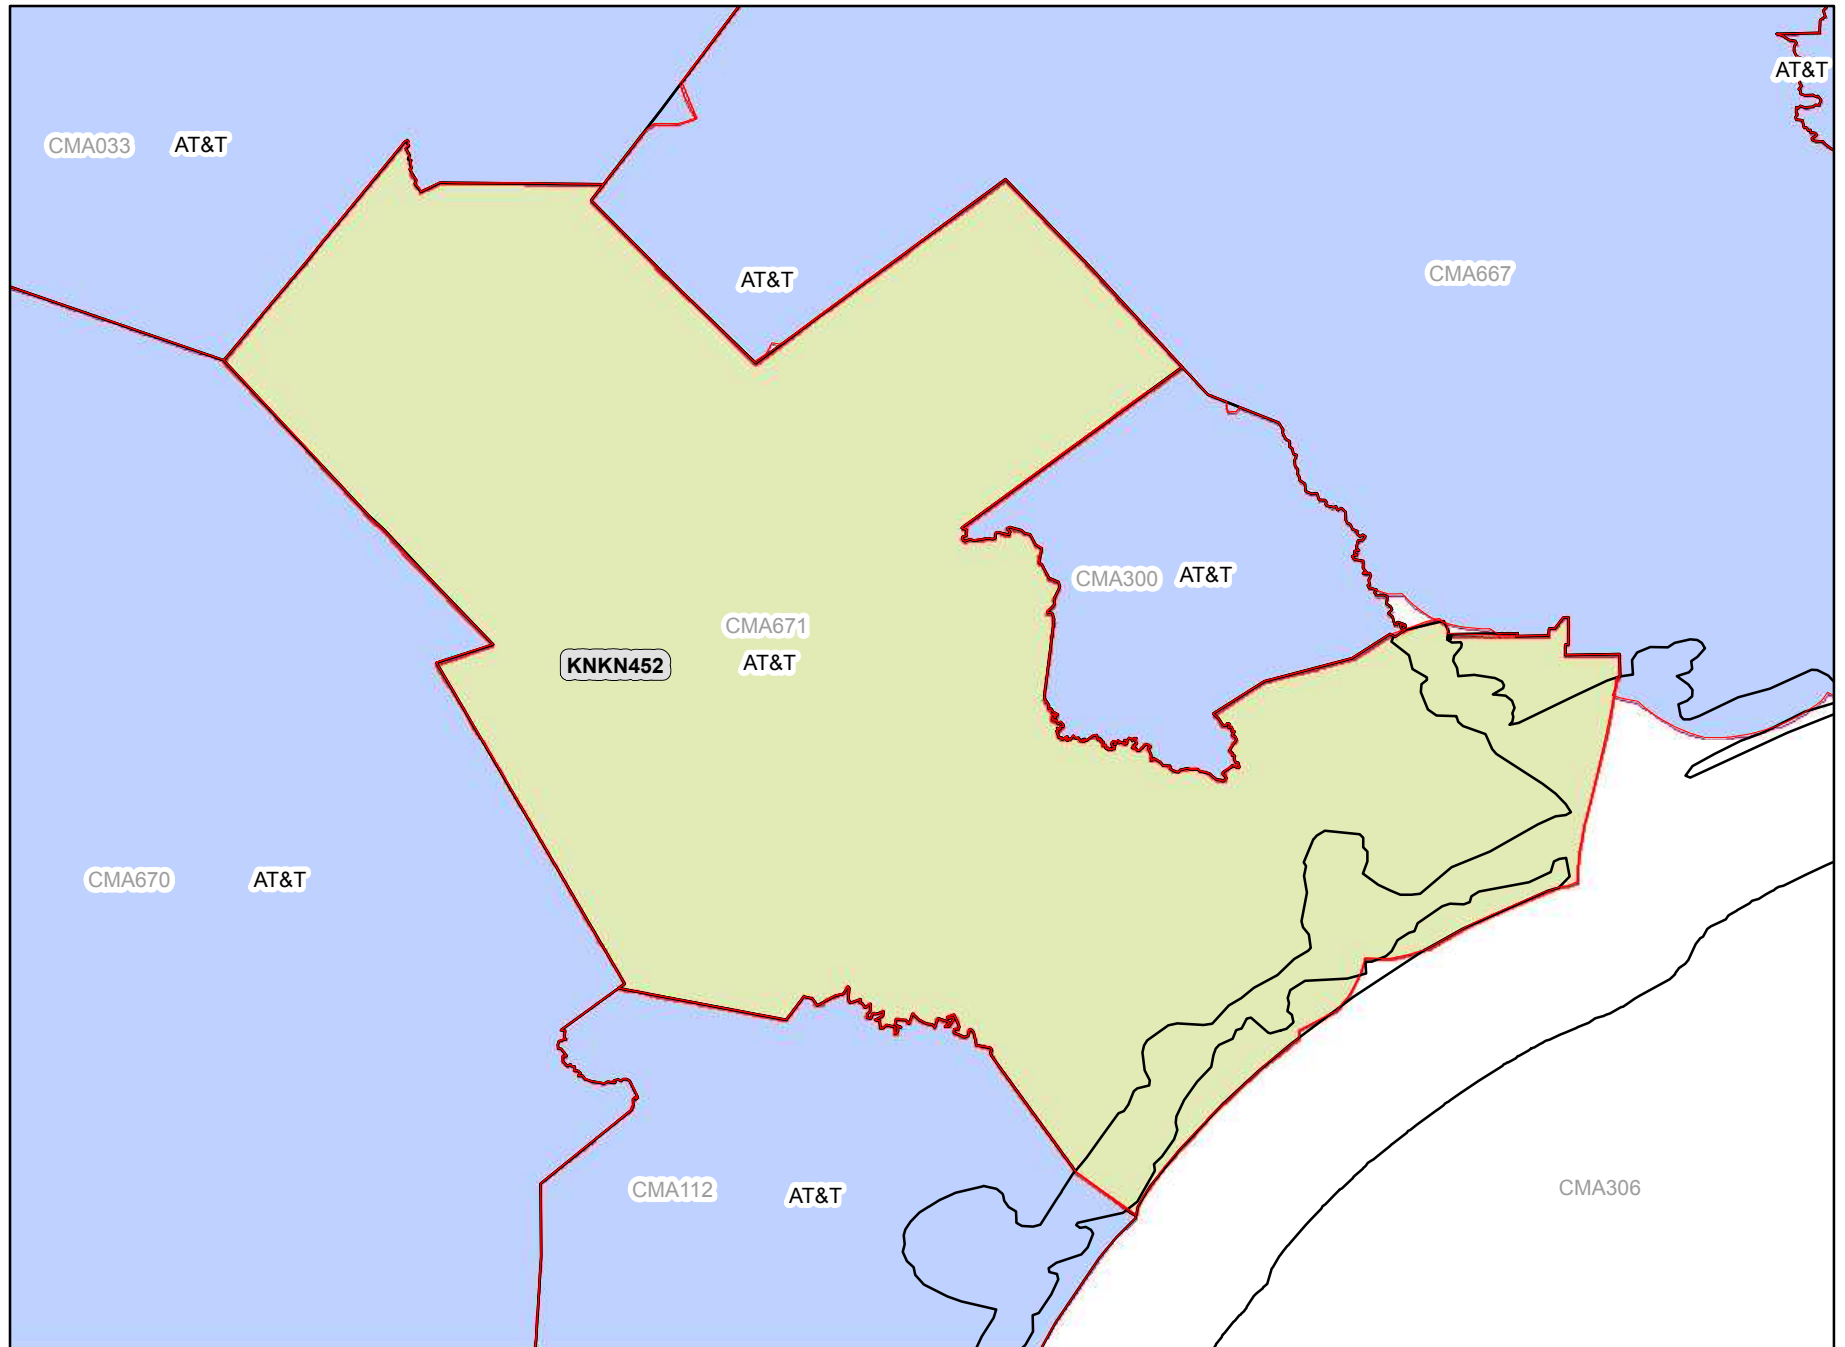 AT&T
CMA033 AT&T
CMA667
AT&T
CMA300 AT&T
CMA671
KNKN452 AT&T
CMA670 AT&T
CMA112 AT&T
CMA306